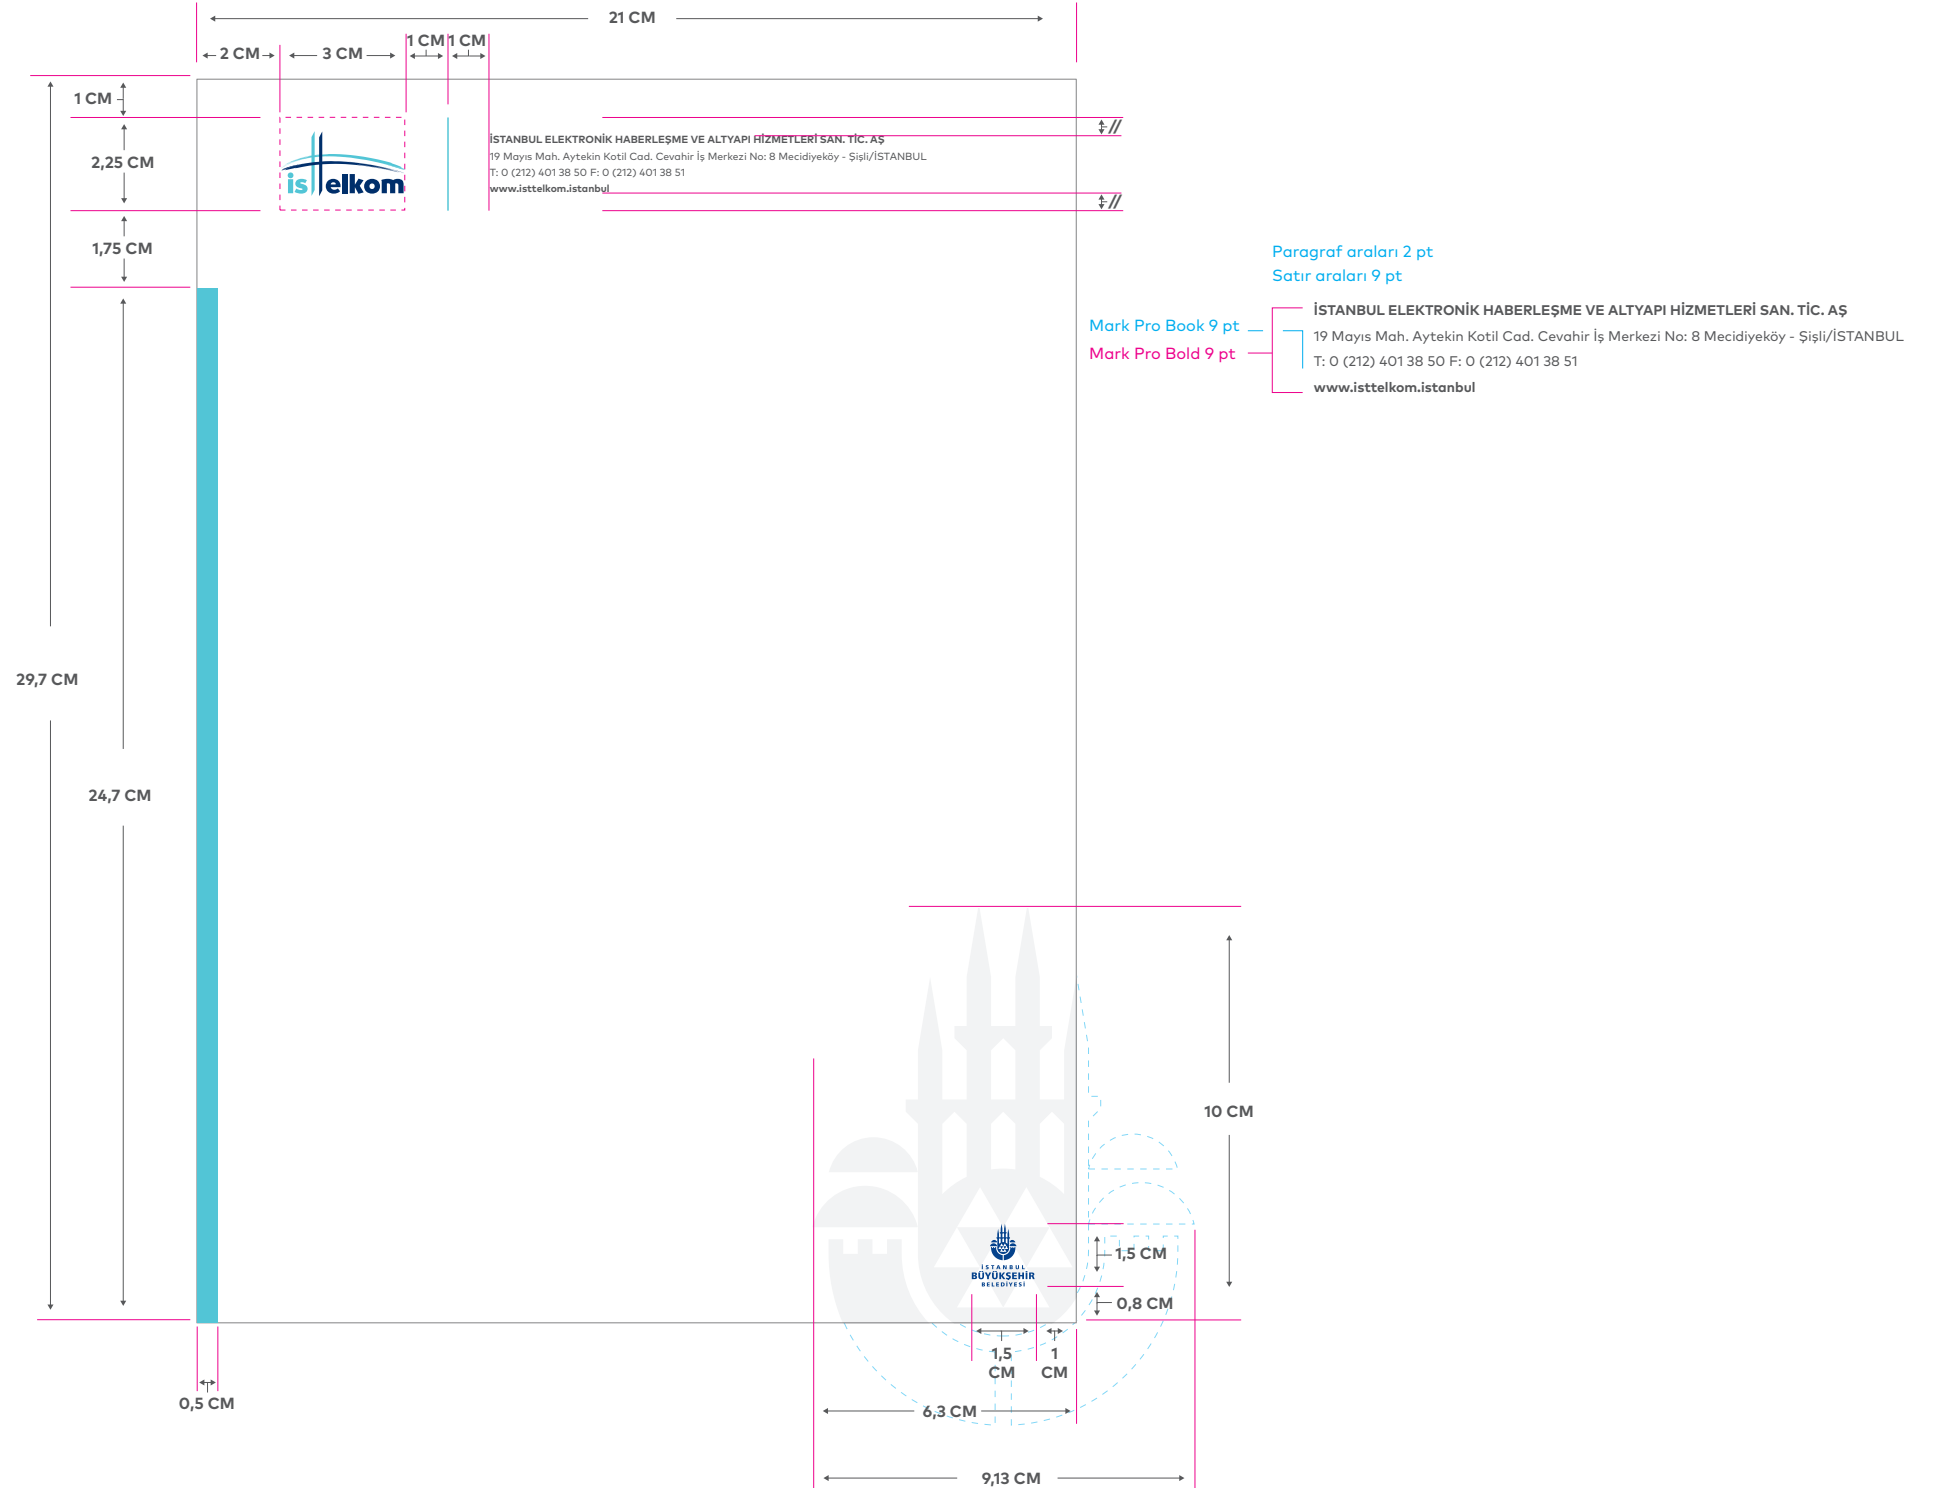 21 CM
2 CM
3 CM
1 CM
1 CM
1 CM
2,25 CM
1,75 CM
isttelkom
İSTANBUL ELEKTRONİK HABERLEŞME VE ALTYAPI HİZMETLERİ SAN. TİC. AŞ
19 Mayıs Mah. Aytekin Kotil Cad. Cevahir İş Merkezi No: 8 Mecidiyeköy - Şişli/İSTANBUL
T: 0 (212) 401 38 50 F: 0 (212) 401 38 51
www.isttelkom.istanbul
//
//
Paragraf araları 2 pt
Satır araları 9 pt
Mark Pro Book 9 pt
Mark Pro Bold 9 pt
İSTANBUL ELEKTRONİK HABERLEŞME VE ALTYAPI HİZMETLERİ SAN. TİC. AŞ
19 Mayıs Mah. Aytekin Kotil Cad. Cevahir İş Merkezi No: 8 Mecidiyeköy - Şişli/İSTANBUL
T: 0 (212) 401 38 50 F: 0 (212) 401 38 51
www.isttelkom.istanbul
29,7 CM
24,7 CM
10 CM
İSTANBUL
BÜYÜKŞEHİR
BELEDİYESİ
1,5 CM
0,8 CM
1,5
CM
1
CM
0,5 CM
6,3 CM
9,13 CM